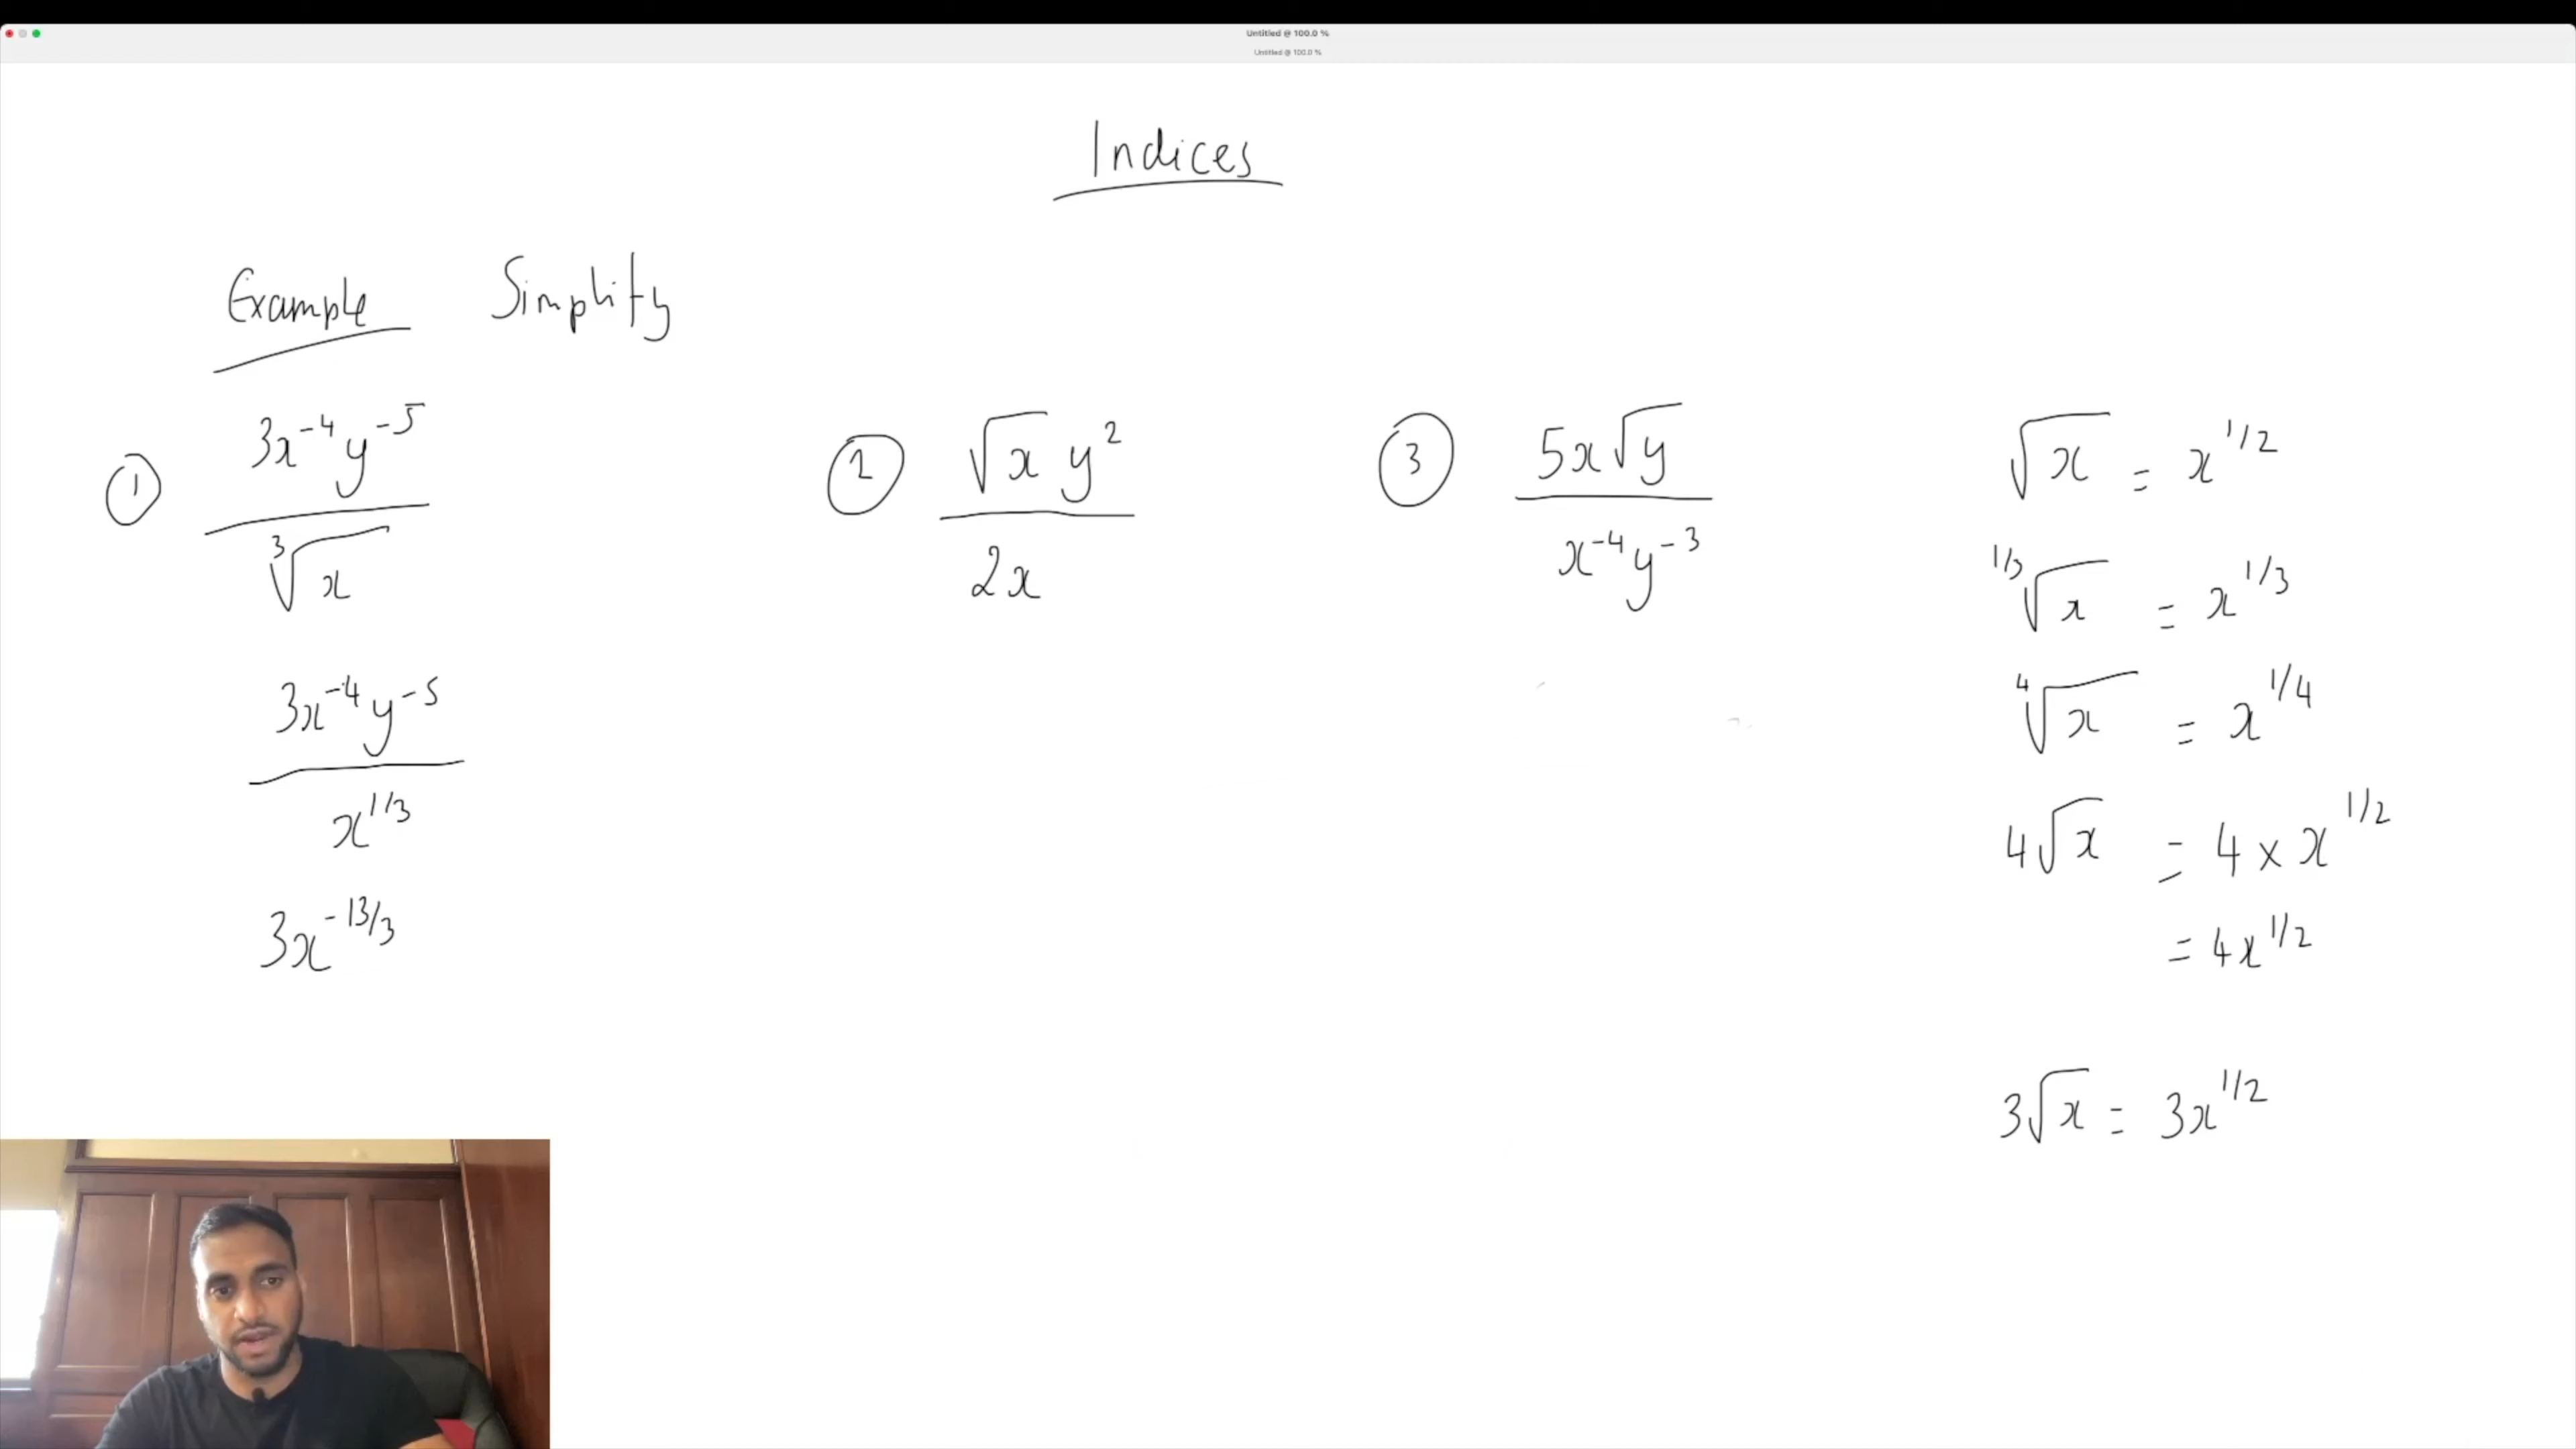 Untitled @ 100.0 %
Untitled @ 100.0 %
Indices
Example Simplify
① 3x⁻⁴y⁻⁵ / ³√x
② √x y² / 2x
③ 5x√y / x⁻⁴y⁻³
3x⁻⁴y⁻⁵ / x^1/3
3x^-13/3
√x = x^1/2
^1/3√x = x^1/3
⁴√x = x^1/4
4√x = 4 × x^1/2
= 4x^1/2
3√x = 3x^1/2